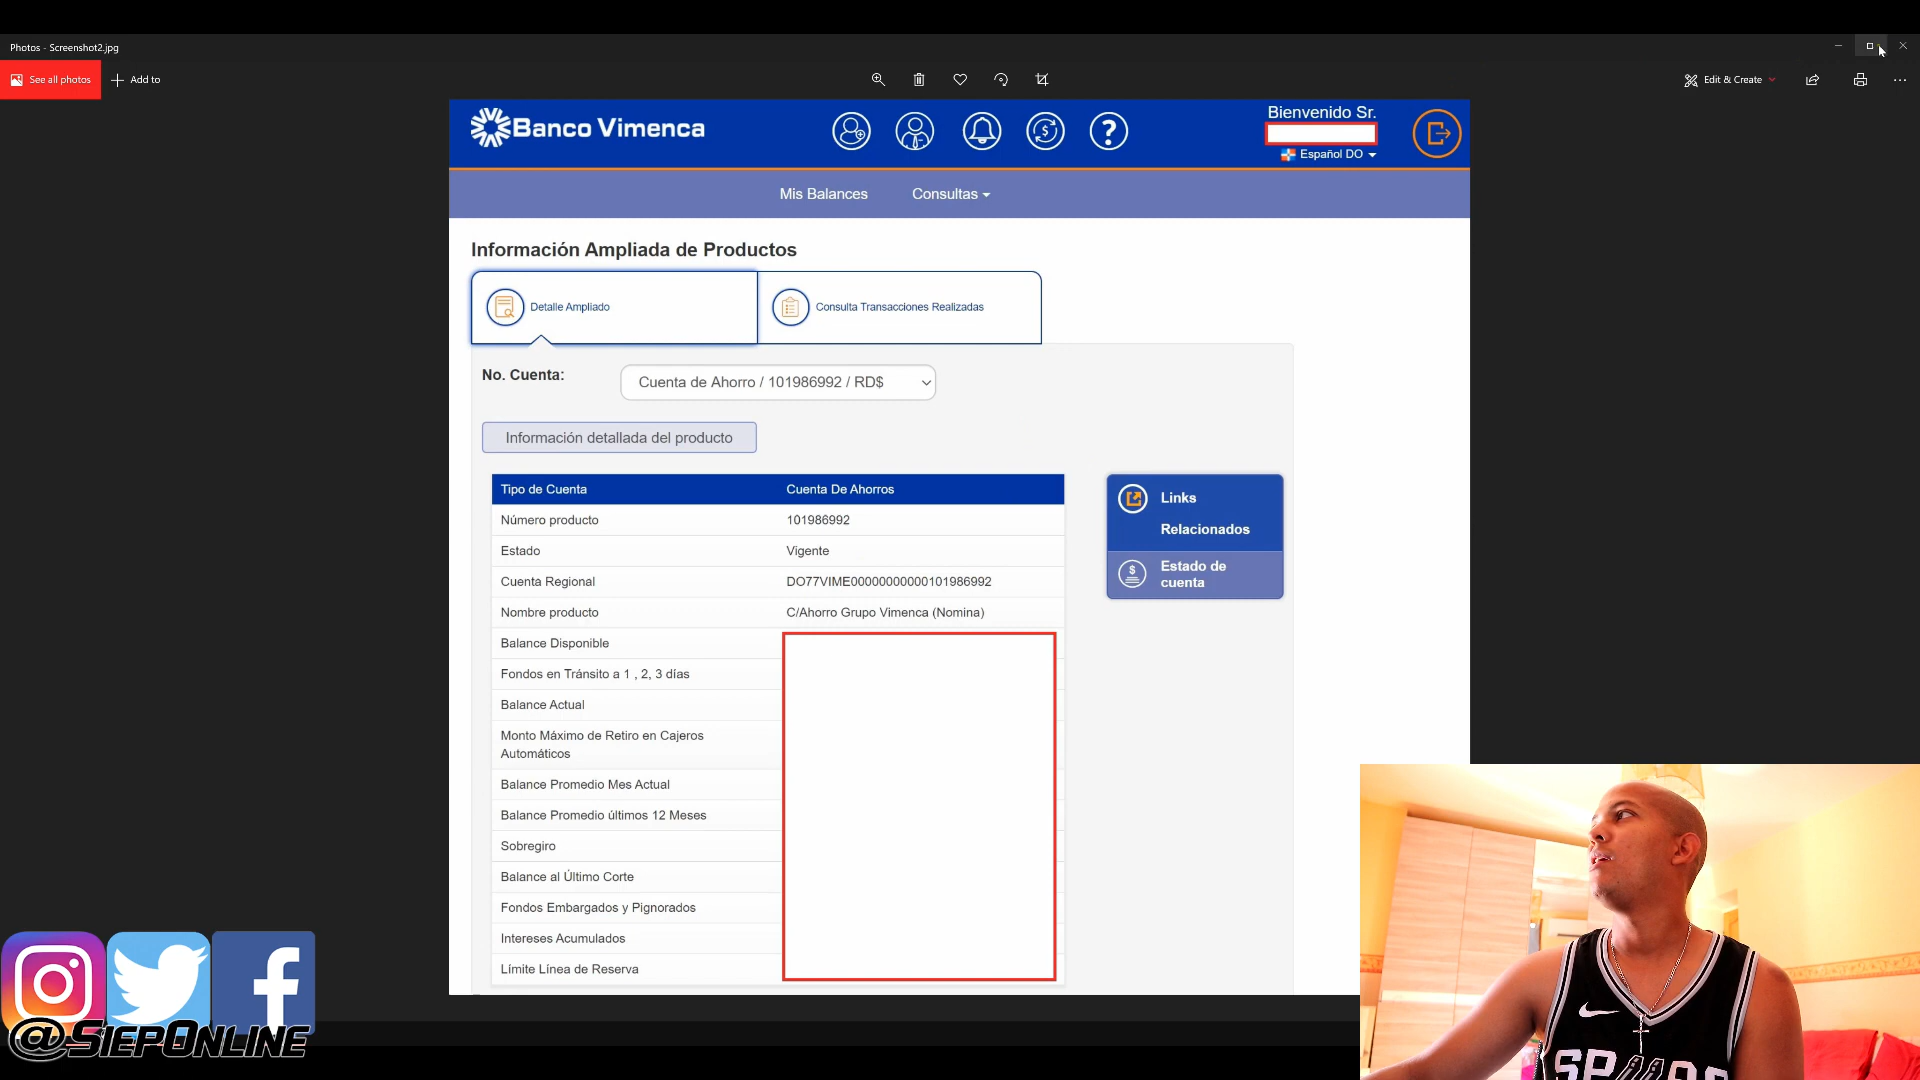 Photos - Screenshot2.jpg
See all photos
Add to
Edit & Create
Banco Vimenca
Bienvenido Sr.
Español DO
Mis Balances
Consultas
Información Ampliada de Productos
Detalle Ampliado
Consulta Transacciones Realizadas
No. Cuenta:
Cuenta de Ahorro / 101986992 / RD$
Información detallada del producto
Tipo de Cuenta Cuenta De Ahorros
Número producto 101986992
Estado Vigente
Cuenta Regional DO77VIME00000000000101986992
Nombre producto C/Ahorro Grupo Vimenca (Nomina)
Balance Disponible
Fondos en Tránsito a 1 , 2, 3 días
Balance Actual
Monto Máximo de Retiro en Cajeros
Automáticos
Balance Promedio Mes Actual
Balance Promedio últimos 12 Meses
Sobregiro
Balance al Último Corte
Fondos Embargados y Pignorados
Intereses Acumulados
Límite Línea de Reserva
Links
Relacionados
Estado de
cuenta
@SiepOnline